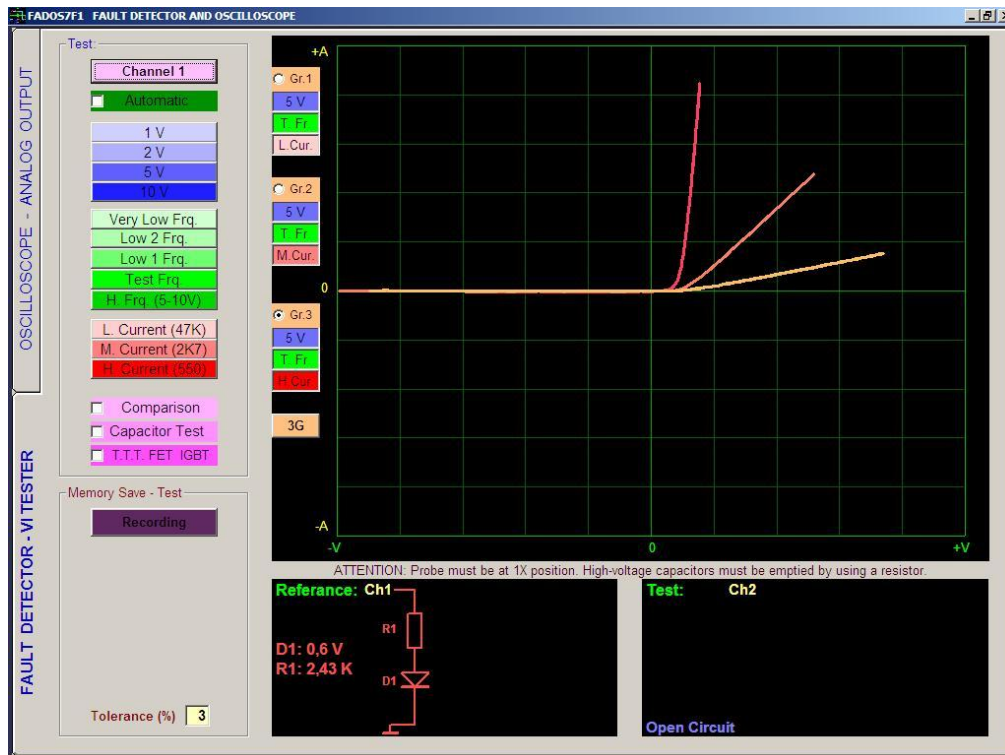 FADOS7F1 FAULT DETECTOR AND OSCILLOSCOPE
OSCILLOSCOPE - ANALOG OUTPUT
FAULT DETECTOR - VI TESTER
Test:
Channel 1
Automatic
1 V
2 V
5 V
10 V
Very Low Frq.
Low 2 Frq.
Low 1 Frq.
Test Frq.
H. Frq. (5-10V)
L. Current (47K)
M. Current (2K7)
H. Current (550)
Comparison
Capacitor Test
T.T.T. FET IGBT
Memory Save - Test
Recording
Tolerance (%) 3
+A
Gr.1
5 V
T. Fr
L.Cur.
Gr.2
5 V
T. Fr
M.Cur.
0
Gr.3
5 V
T. Fr
H.Cur
3G
-A
-V 0 +V
ATTENTION: Probe must be at 1X position. High-voltage capacitors must be emptied by using a resistor.
Referance: Ch1
R1
D1: 0,6 V
R1: 2,43 K
D1
Test: Ch2
Open Circuit